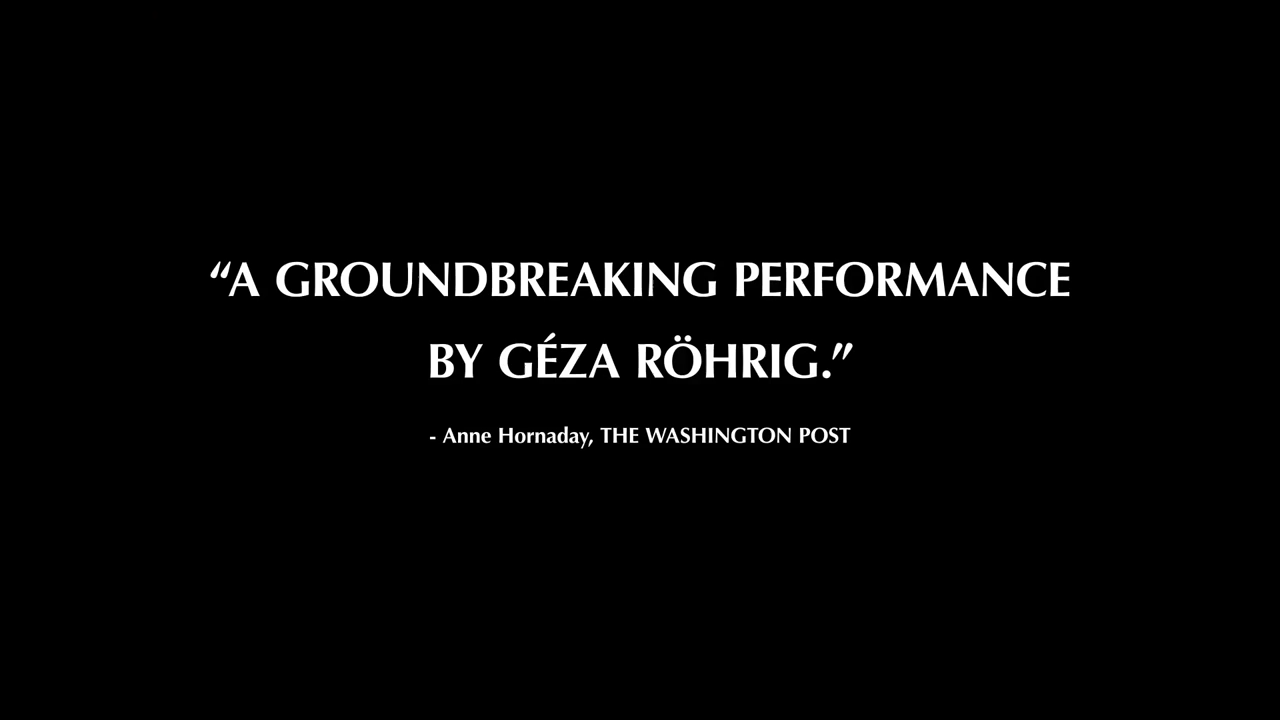 “A GROUNDBREAKING PERFORMANCE
BY GÉZA RÖHRIG.”
- Anne Hornaday, THE WASHINGTON POST